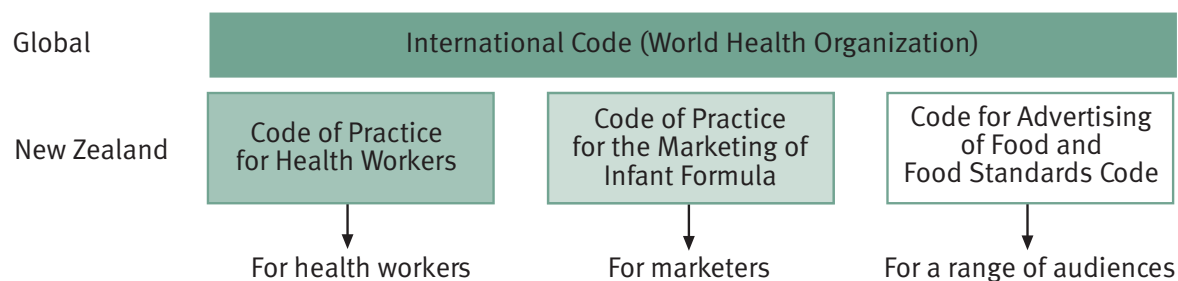 Global
International Code (World Health Organization)
New Zealand
Code of Practice
for Health Workers
Code of Practice
for the Marketing of
Infant Formula
Code for Advertising
of Food and
Food Standards Code
For health workers
For marketers
For a range of audiences